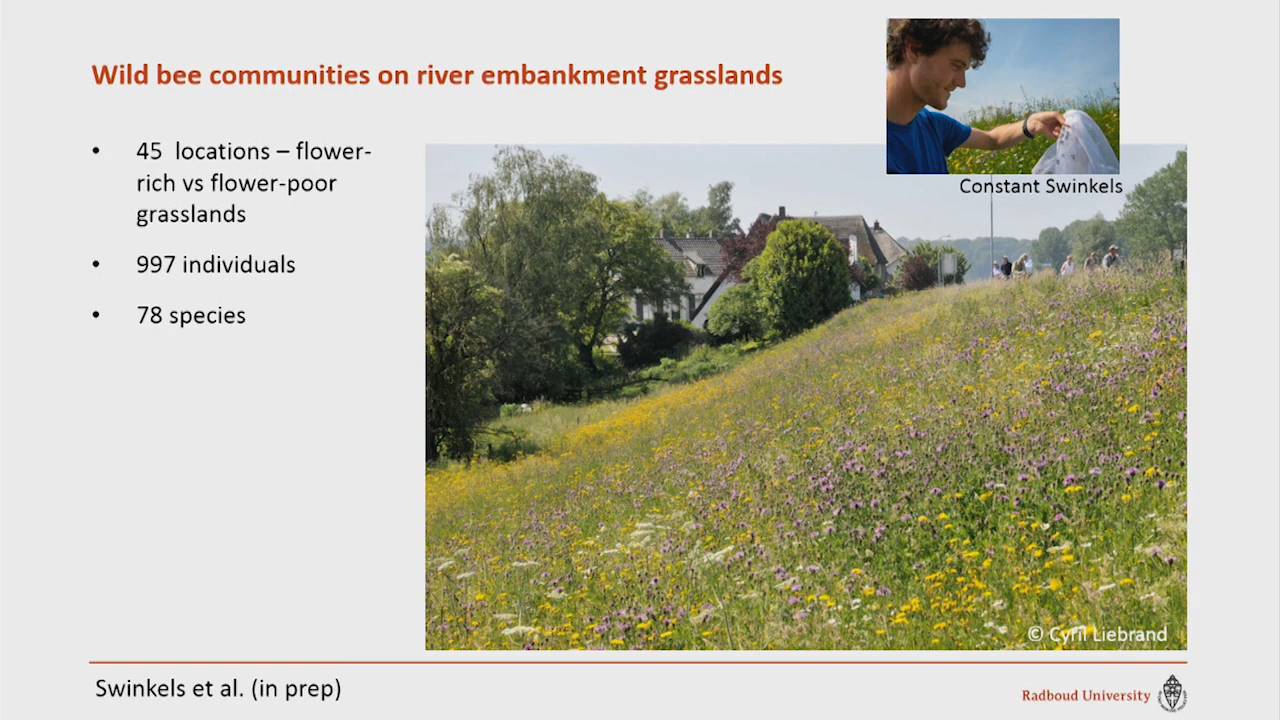 Wild bee communities on river embankment grasslands
• 45 locations – flower-
rich vs flower-poor
grasslands
• 997 individuals
• 78 species
Constant Swinkels
© Cyril Liebrand
Swinkels et al. (in prep)
Radboud University